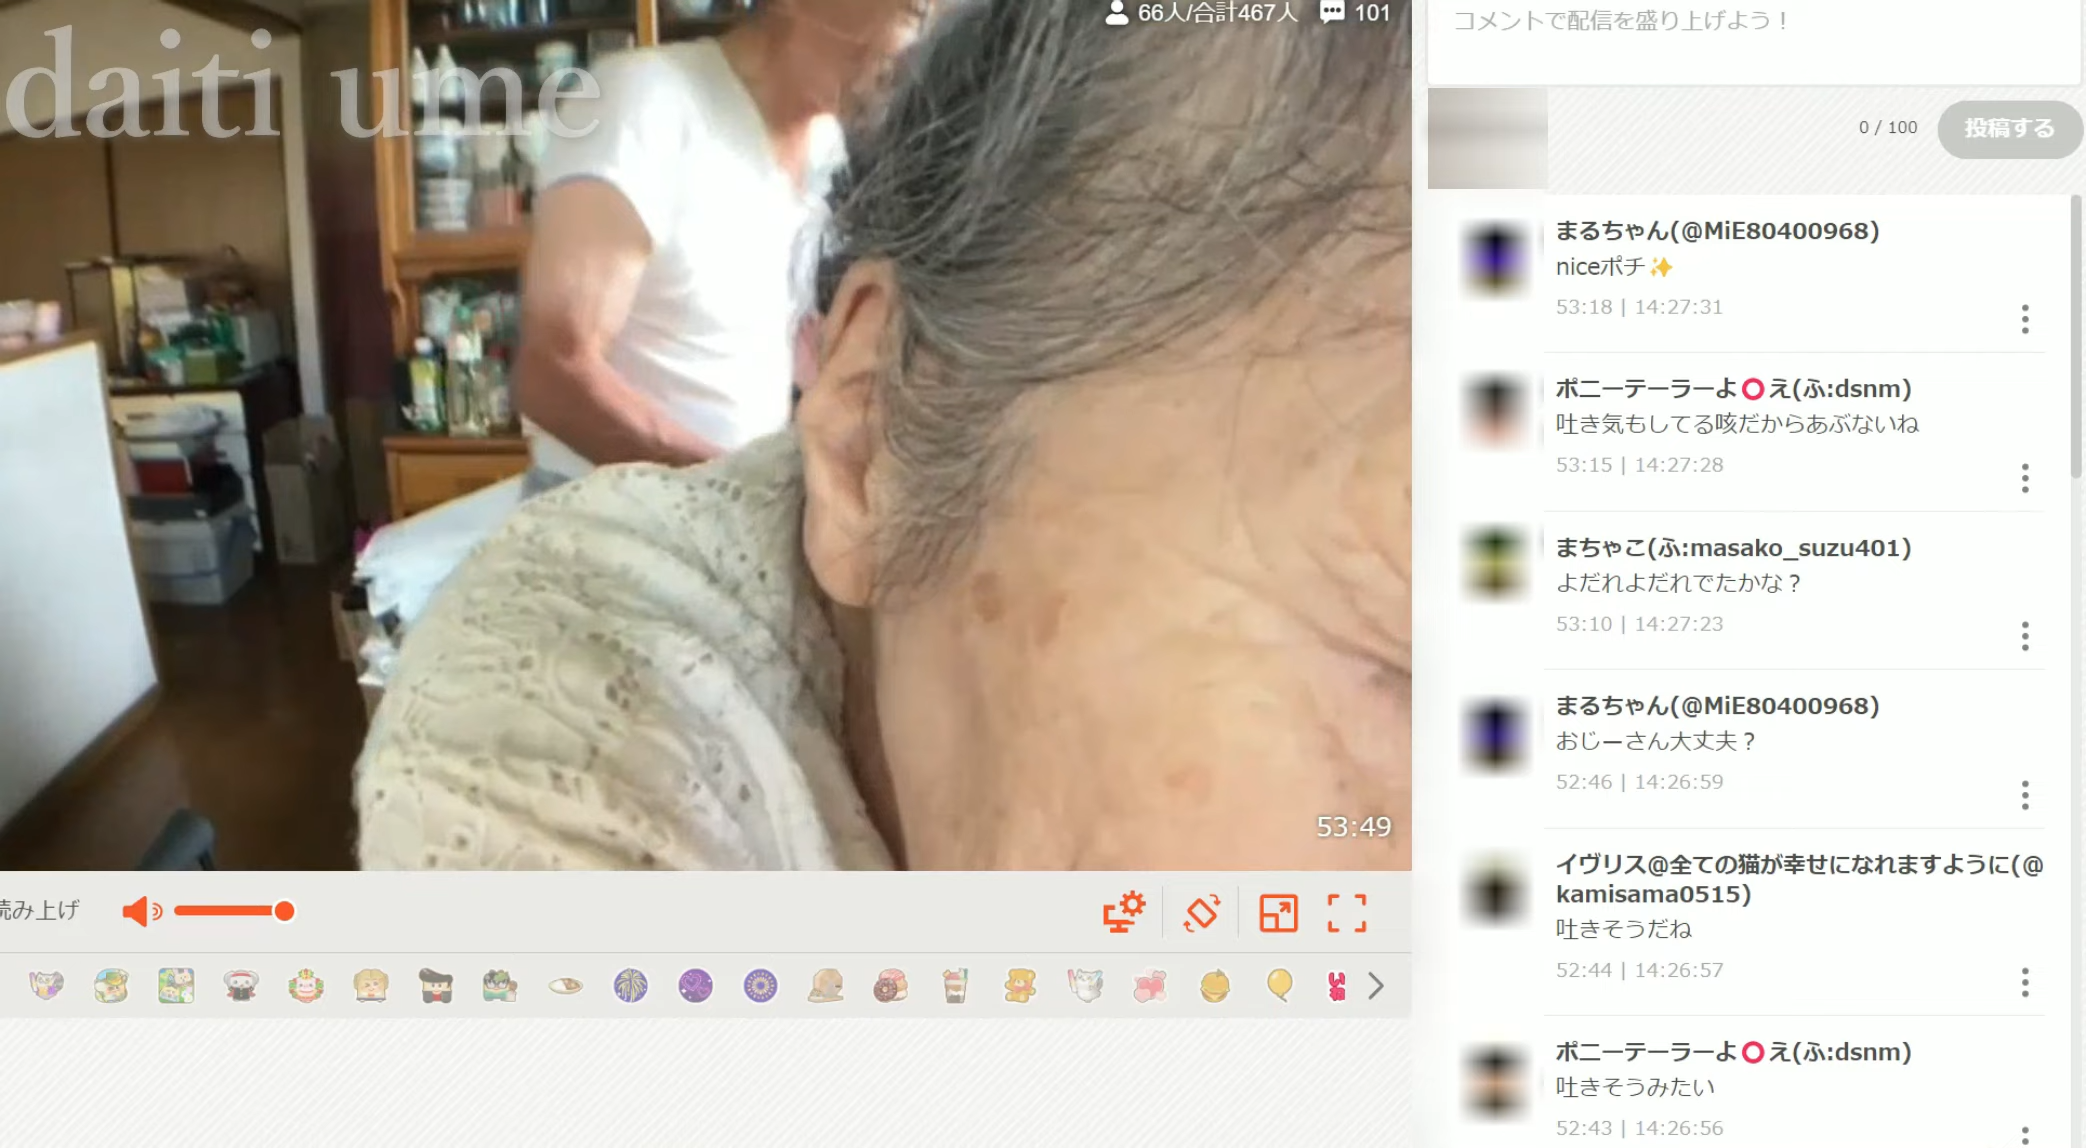 daiti ume
66人/合計467人 101
53:49
読み上げ
コメントで配信を盛り上げよう！
0 / 100 投稿する
まるちゃん(@MiE80400968)
niceポチ✨
53:18 | 14:27:31
ポニーテーラーよ⭕え(ふ:dsnm)
吐き気もしてる咳だからあぶないね
53:15 | 14:27:28
まちゃこ(ふ:masako_suzu401)
よだれよだれでたかな？
53:10 | 14:27:23
まるちゃん(@MiE80400968)
おじーさん大丈夫？
52:46 | 14:26:59
イヴリス@全ての猫が幸せになれますように(@
kamisama0515)
吐きそうだね
52:44 | 14:26:57
ポニーテーラーよ⭕え(ふ:dsnm)
吐きそうみたい
52:43 | 14:26:56